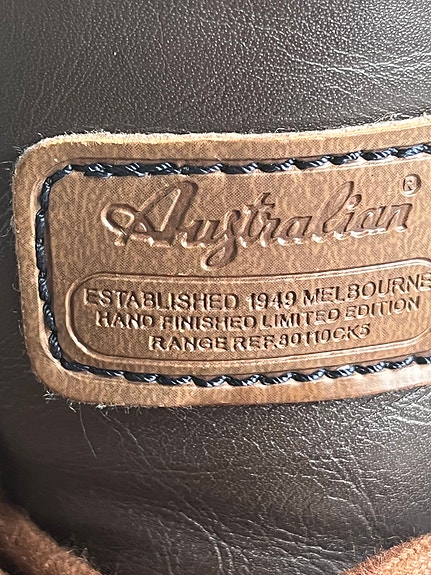 Australian®
ESTABLISHED 1949 MELBOURNE
HAND FINISHED LIMITED EDITION
RANGE REF.80110CK5